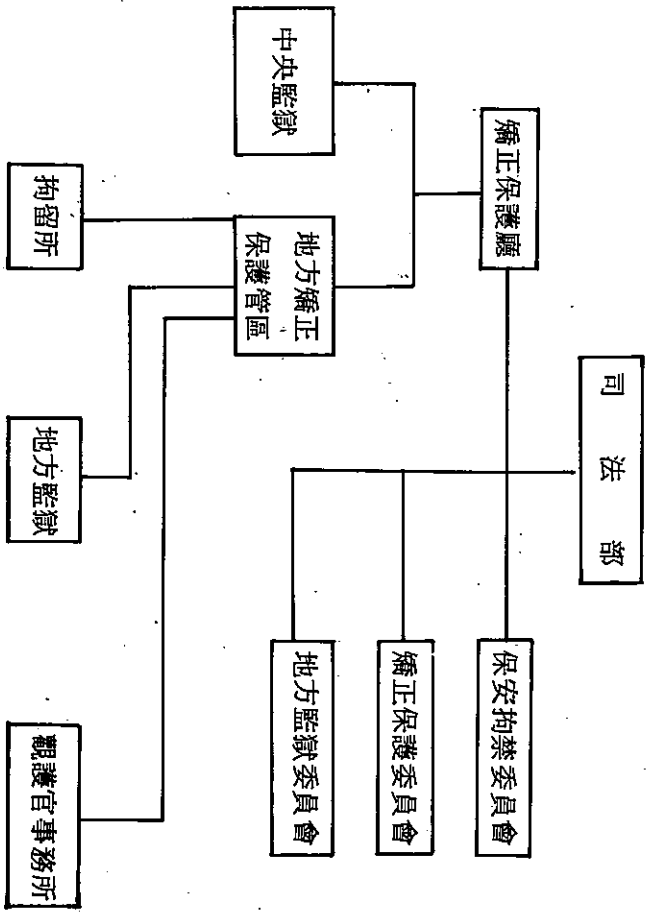 司法部
矯正保護廳
保安拘禁委員會
矯正保護委員會
地方監獄委員會
中央監獄
地方矯正
保護管區
拘留所
地方監獄
觀護官事務所